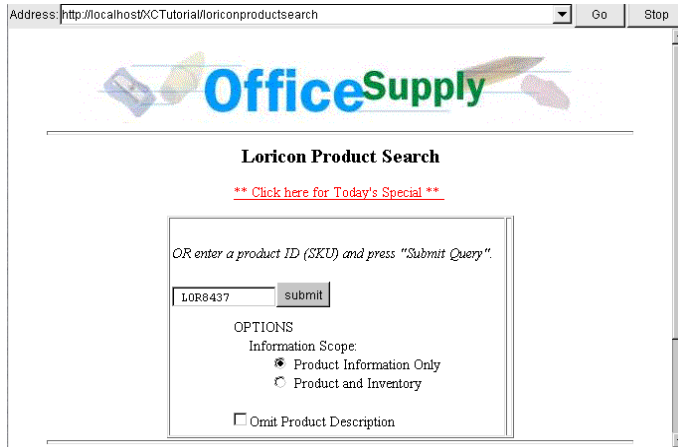 Address: http://localhost/XCTutorial/loriconproductsearch Go Stop
OfficeSupply
Loricon Product Search
** Click here for Today's Special **
OR enter a product ID (SKU) and press "Submit Query".
LOR8437 submit
OPTIONS
Information Scope:
Product Information Only
Product and Inventory
Omit Product Description